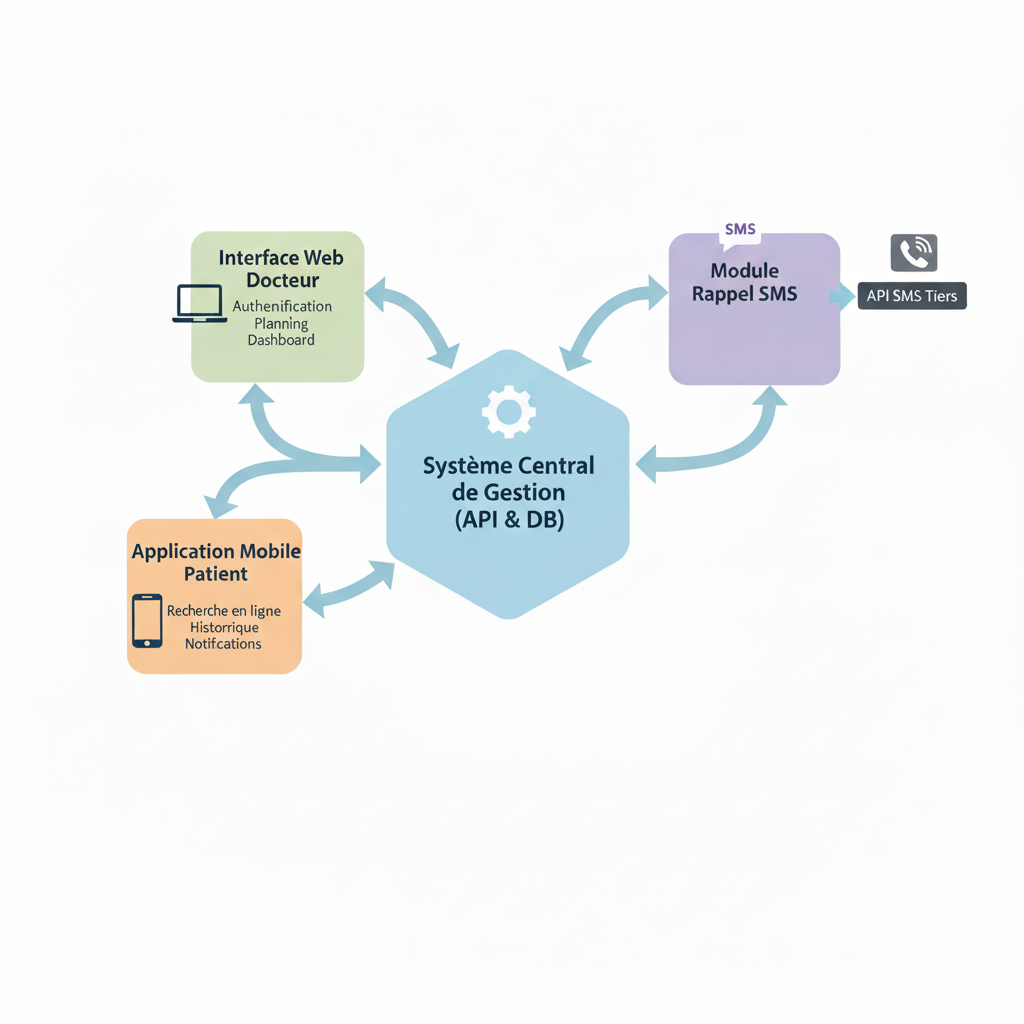 Interface Web
Docteur
Authenification
Planning
Dashboard
SMS
Module
Rappel SMS
API SMS Tiers
Système Central
de Gestion
(API & DB)
Application Mobile
Patient
Recherche en ligne
Historrique
Notifcations